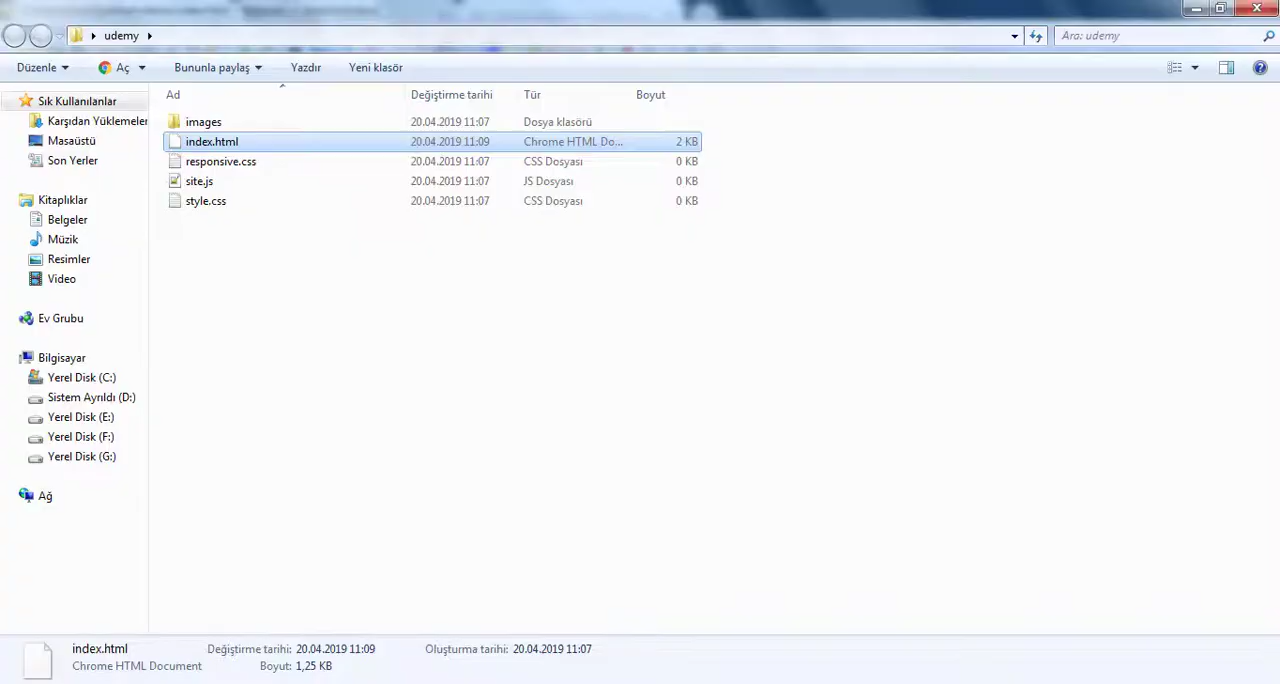 udemy
Ara: udemy
Düzenle
Aç
Bununla paylaş
Yazdır
Yeni klasör
Ad Değiştirme tarihi Tür Boyut
images 20.04.2019 11:07 Dosya klasörü
index.html 20.04.2019 11:09 Chrome HTML Do... 2 KB
responsive.css 20.04.2019 11:07 CSS Dosyası 0 KB
site.js 20.04.2019 11:07 JS Dosyası 0 KB
style.css 20.04.2019 11:07 CSS Dosyası 0 KB
Sık Kullanılanlar
Karşıdan Yüklemeler
Masaüstü
Son Yerler
Kitaplıklar
Belgeler
Müzik
Resimler
Video
Ev Grubu
Bilgisayar
Yerel Disk (C:)
Sistem Ayrıldı (D:)
Yerel Disk (E:)
Yerel Disk (F:)
Yerel Disk (G:)
Ağ
index.html Değiştirme tarihi: 20.04.2019 11:09 Oluşturma tarihi: 20.04.2019 11:07
Chrome HTML Document Boyut: 1,25 KB